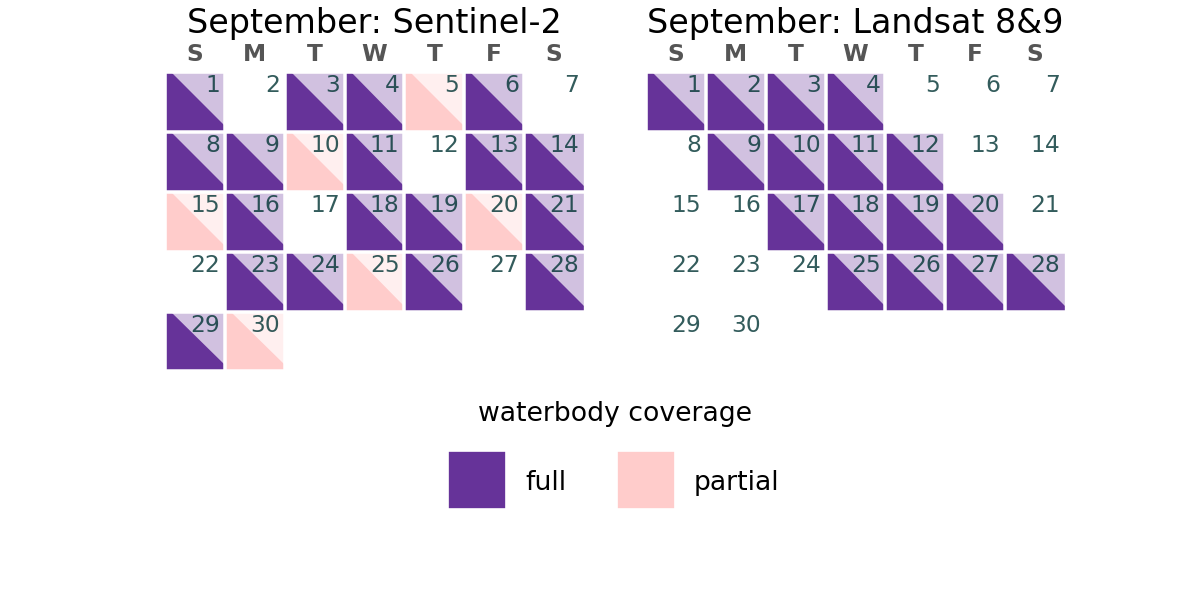 September: Sentinel-2
S M T W T F S
1 2 3 4 5 6 7
8 9 10 11 12 13 14
15 16 17 18 19 20 21
22 23 24 25 26 27 28
29 30
September: Landsat 8&9
S M T W T F S
1 2 3 4 5 6 7
8 9 10 11 12 13 14
15 16 17 18 19 20 21
22 23 24 25 26 27 28
29 30
waterbody coverage
full
partial